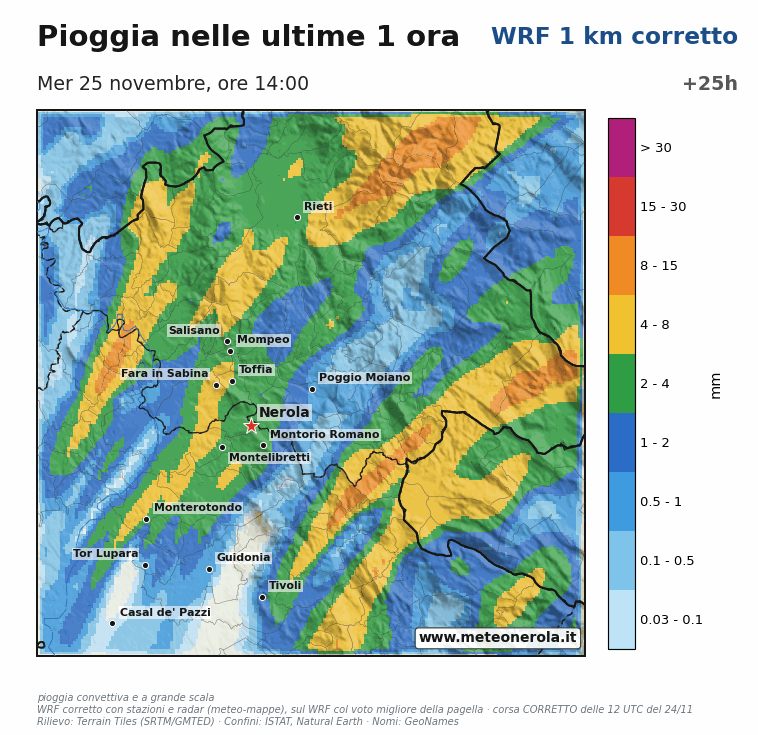 Pioggia nelle ultime 1 ora
WRF 1 km corretto
Mer 25 novembre, ore 14:00
+25h
> 30
15 - 30
8 - 15
4 - 8
2 - 4
1 - 2
0.5 - 1
0.1 - 0.5
0.03 - 0.1
mm
Rieti
Salisano
Mompeo
Fara in Sabina
Toffia
Poggio Moiano
Nerola
Montorio Romano
Montelibretti
Monterotondo
Tor Lupara
Guidonia
Tivoli
Casal de' Pazzi
www.meteonerola.it
pioggia convettiva e a grande scala
WRF corretto con stazioni e radar (meteo-mappe), sul WRF col voto migliore della pagella · corsa CORRETTO delle 12 UTC del 24/11
Rilievo: Terrain Tiles (SRTM/GMTED) · Confini: ISTAT, Natural Earth · Nomi: GeoNames